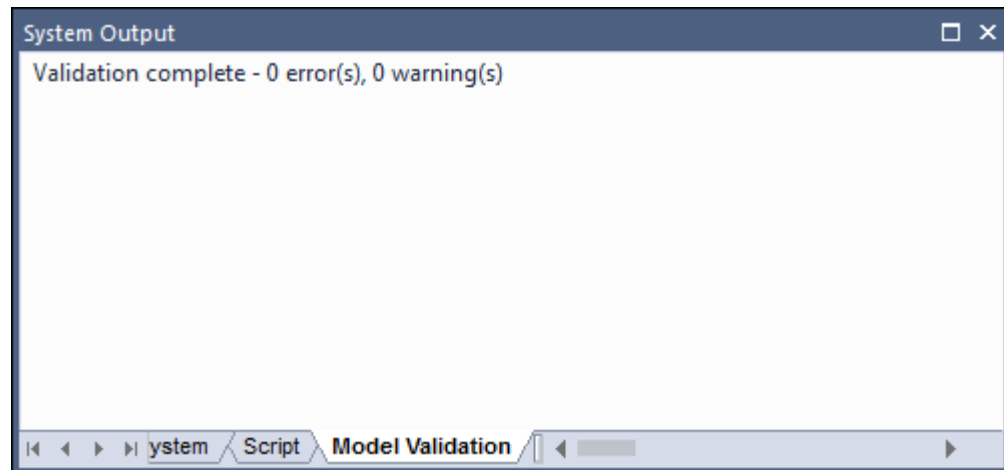 System Output
Validation complete - 0 error(s), 0 warning(s)
ystem Script Model Validation